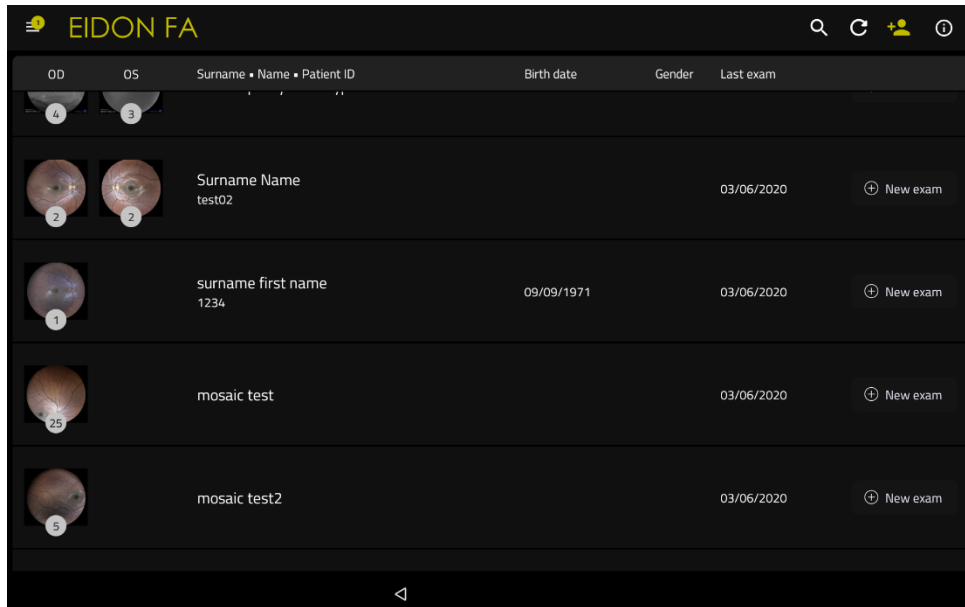 1
EIDON FA
OD OS Surname ▪ Name ▪ Patient ID Birth date Gender Last exam
4 3
Surname Name
test02
03/06/2020 New exam
2 2
surname first name
1234
09/09/1971 03/06/2020 New exam
1
mosaic test 03/06/2020 New exam
25
mosaic test2 03/06/2020 New exam
5